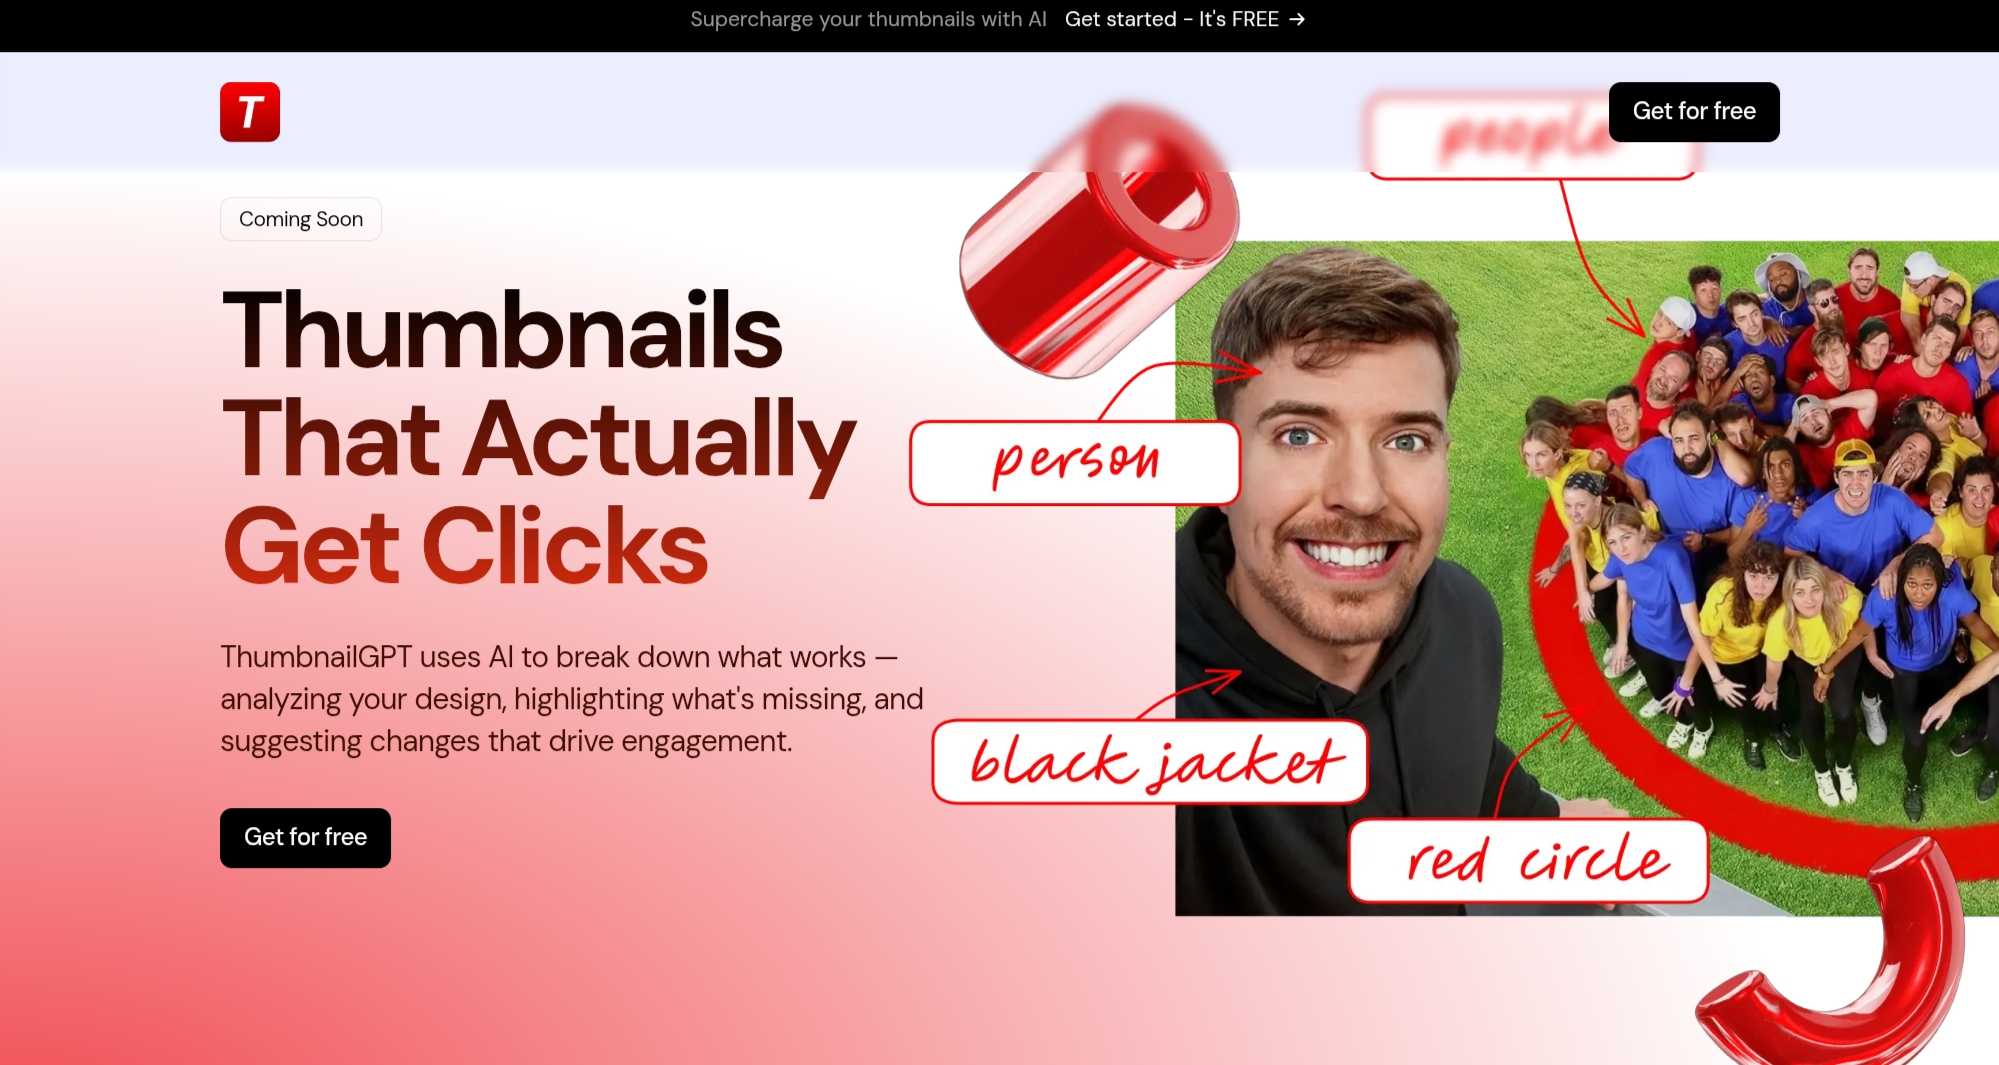 Supercharge your thumbnails with AI Get started - It's FREE →
T
people
Get for free
Coming Soon
Thumbnails
That Actually
Get Clicks
person
ThumbnailGPT uses AI to break down what works —
analyzing your design, highlighting what's missing, and
suggesting changes that drive engagement.
black jacket
Get for free
red circle